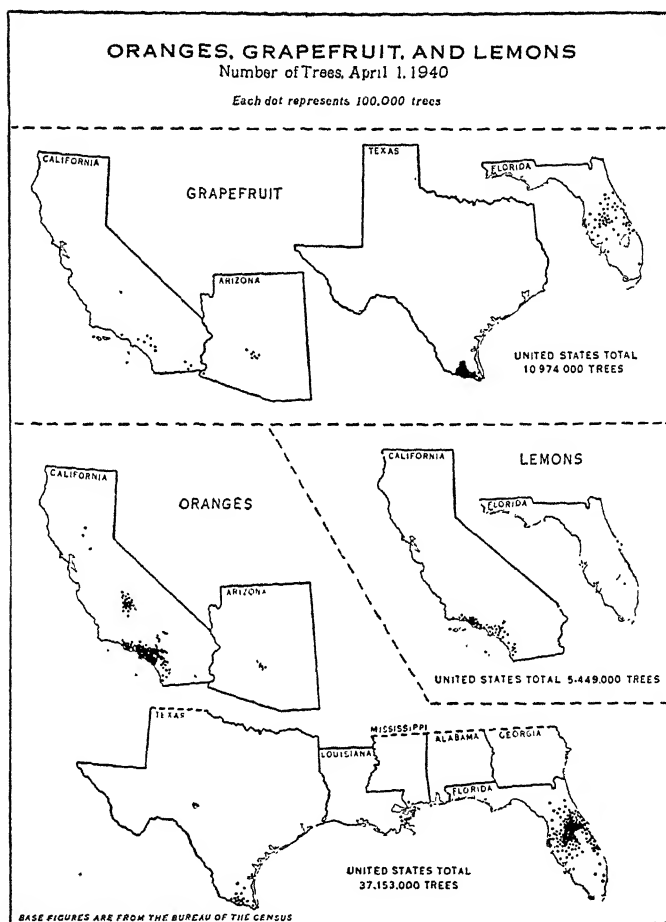 ORANGES, GRAPEFRUIT, AND LEMONS
Number of Trees, April 1, 1940
Each dot represents 100,000 trees
CALIFORNIA
GRAPEFRUIT
TEXAS
FLORIDA
ARIZONA
UNITED STATES TOTAL
10 974 000 TREES
CALIFORNIA
ORANGES
ARIZONA
CALIFORNIA
LEMONS
FLORIDA
UNITED STATES TOTAL 5.449.000 TREES
TEXAS
LOUISIANA
MISSISSIPPI
ALABAMA
GEORGIA
FLORIDA
UNITED STATES TOTAL
37,153,000 TREES
BASE FIGURES ARE FROM THE BUREAU OF THE CENSUS